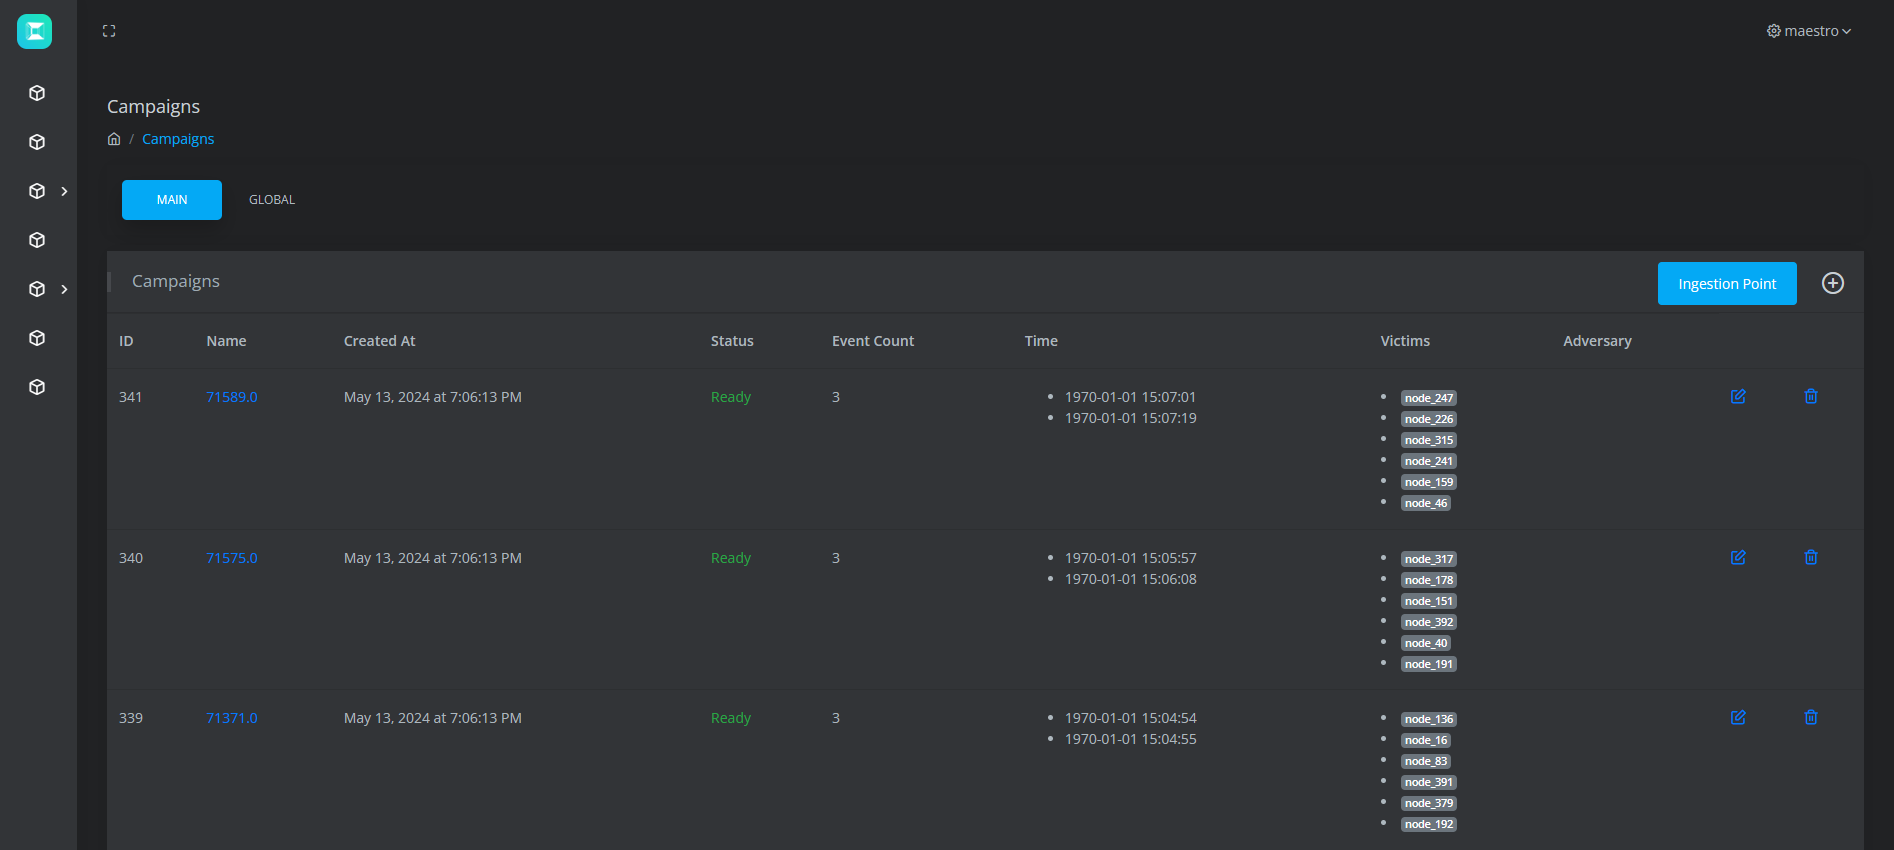 maestro
Campaigns
/ Campaigns
MAIN GLOBAL
Campaigns Ingestion Point
ID Name Created At Status Event Count Time Victims Adversary
341 71589.0 May 13, 2024 at 7:06:13 PM Ready 3 • 1970-01-01 15:07:01 • node_247
• 1970-01-01 15:07:19 • node_226
• node_315
• node_241
• node_159
• node_46
340 71575.0 May 13, 2024 at 7:06:13 PM Ready 3 • 1970-01-01 15:05:57 • node_317
• 1970-01-01 15:06:08 • node_178
• node_151
• node_392
• node_40
• node_191
339 71371.0 May 13, 2024 at 7:06:13 PM Ready 3 • 1970-01-01 15:04:54 • node_136
• 1970-01-01 15:04:55 • node_16
• node_83
• node_391
• node_379
• node_192